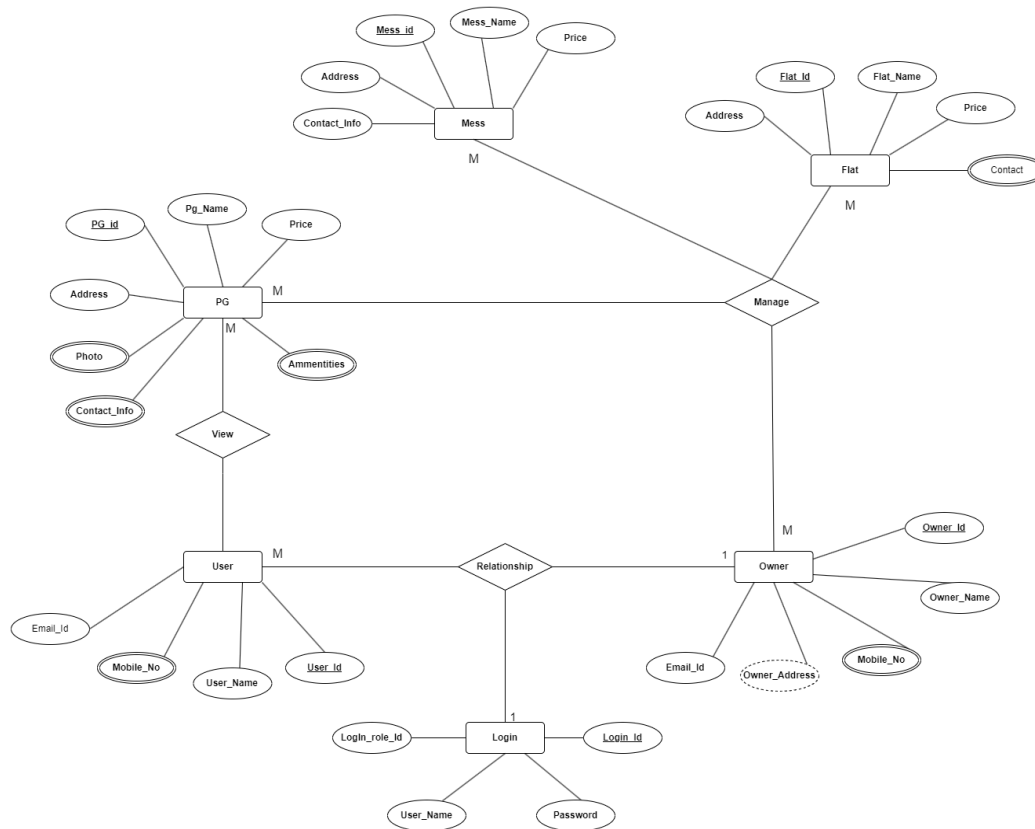 Mess_id
Mess_Name
Price
Address
Contact_Info
Mess
M
Flat_Id
Flat_Name
Address
Price
Flat
Contact
M
PG_id
Pg_Name
Price
Address
PG
M
M
Manage
Photo
Ammentities
Contact_Info
View
Owner_Id
M
M
User
Relationship
1
Owner
Owner_Name
Email_Id
Mobile_No
User_Name
User_Id
Email_Id
Owner_Address
Mobile_No
1
LogIn_role_Id
Login
Login_Id
User_Name
Password